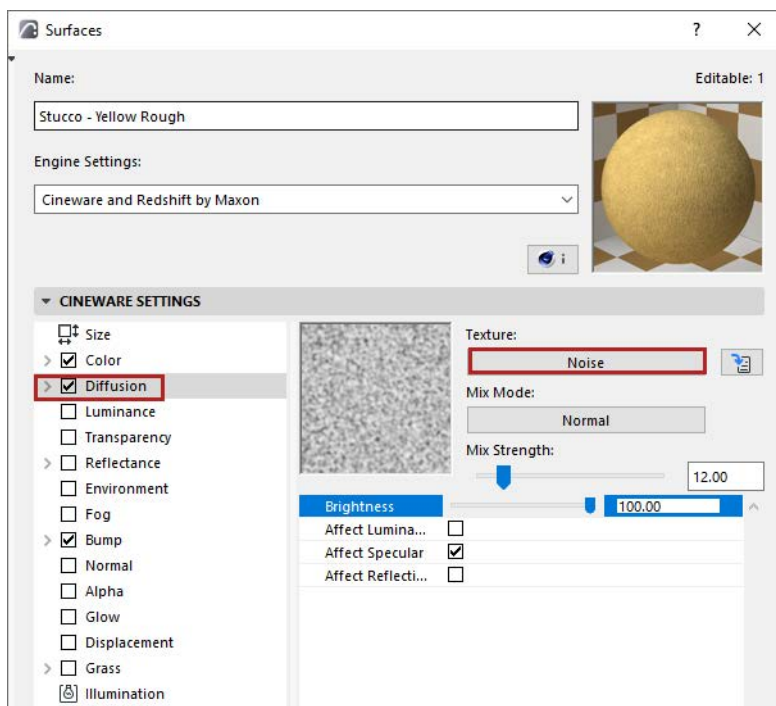 Surfaces
?
Name:
Editable: 1
Stucco - Yellow Rough
Engine Settings:
Cineware and Redshift by Maxon
i
CINEWARE SETTINGS
Size
Color
Diffusion
Luminance
Transparency
Reflectance
Environment
Fog
Bump
Normal
Alpha
Glow
Displacement
Grass
Illumination
Texture:
Noise
Mix Mode:
Normal
Mix Strength:
12.00
Brightness 100.00
Affect Lumina...
Affect Specular
Affect Reflecti...